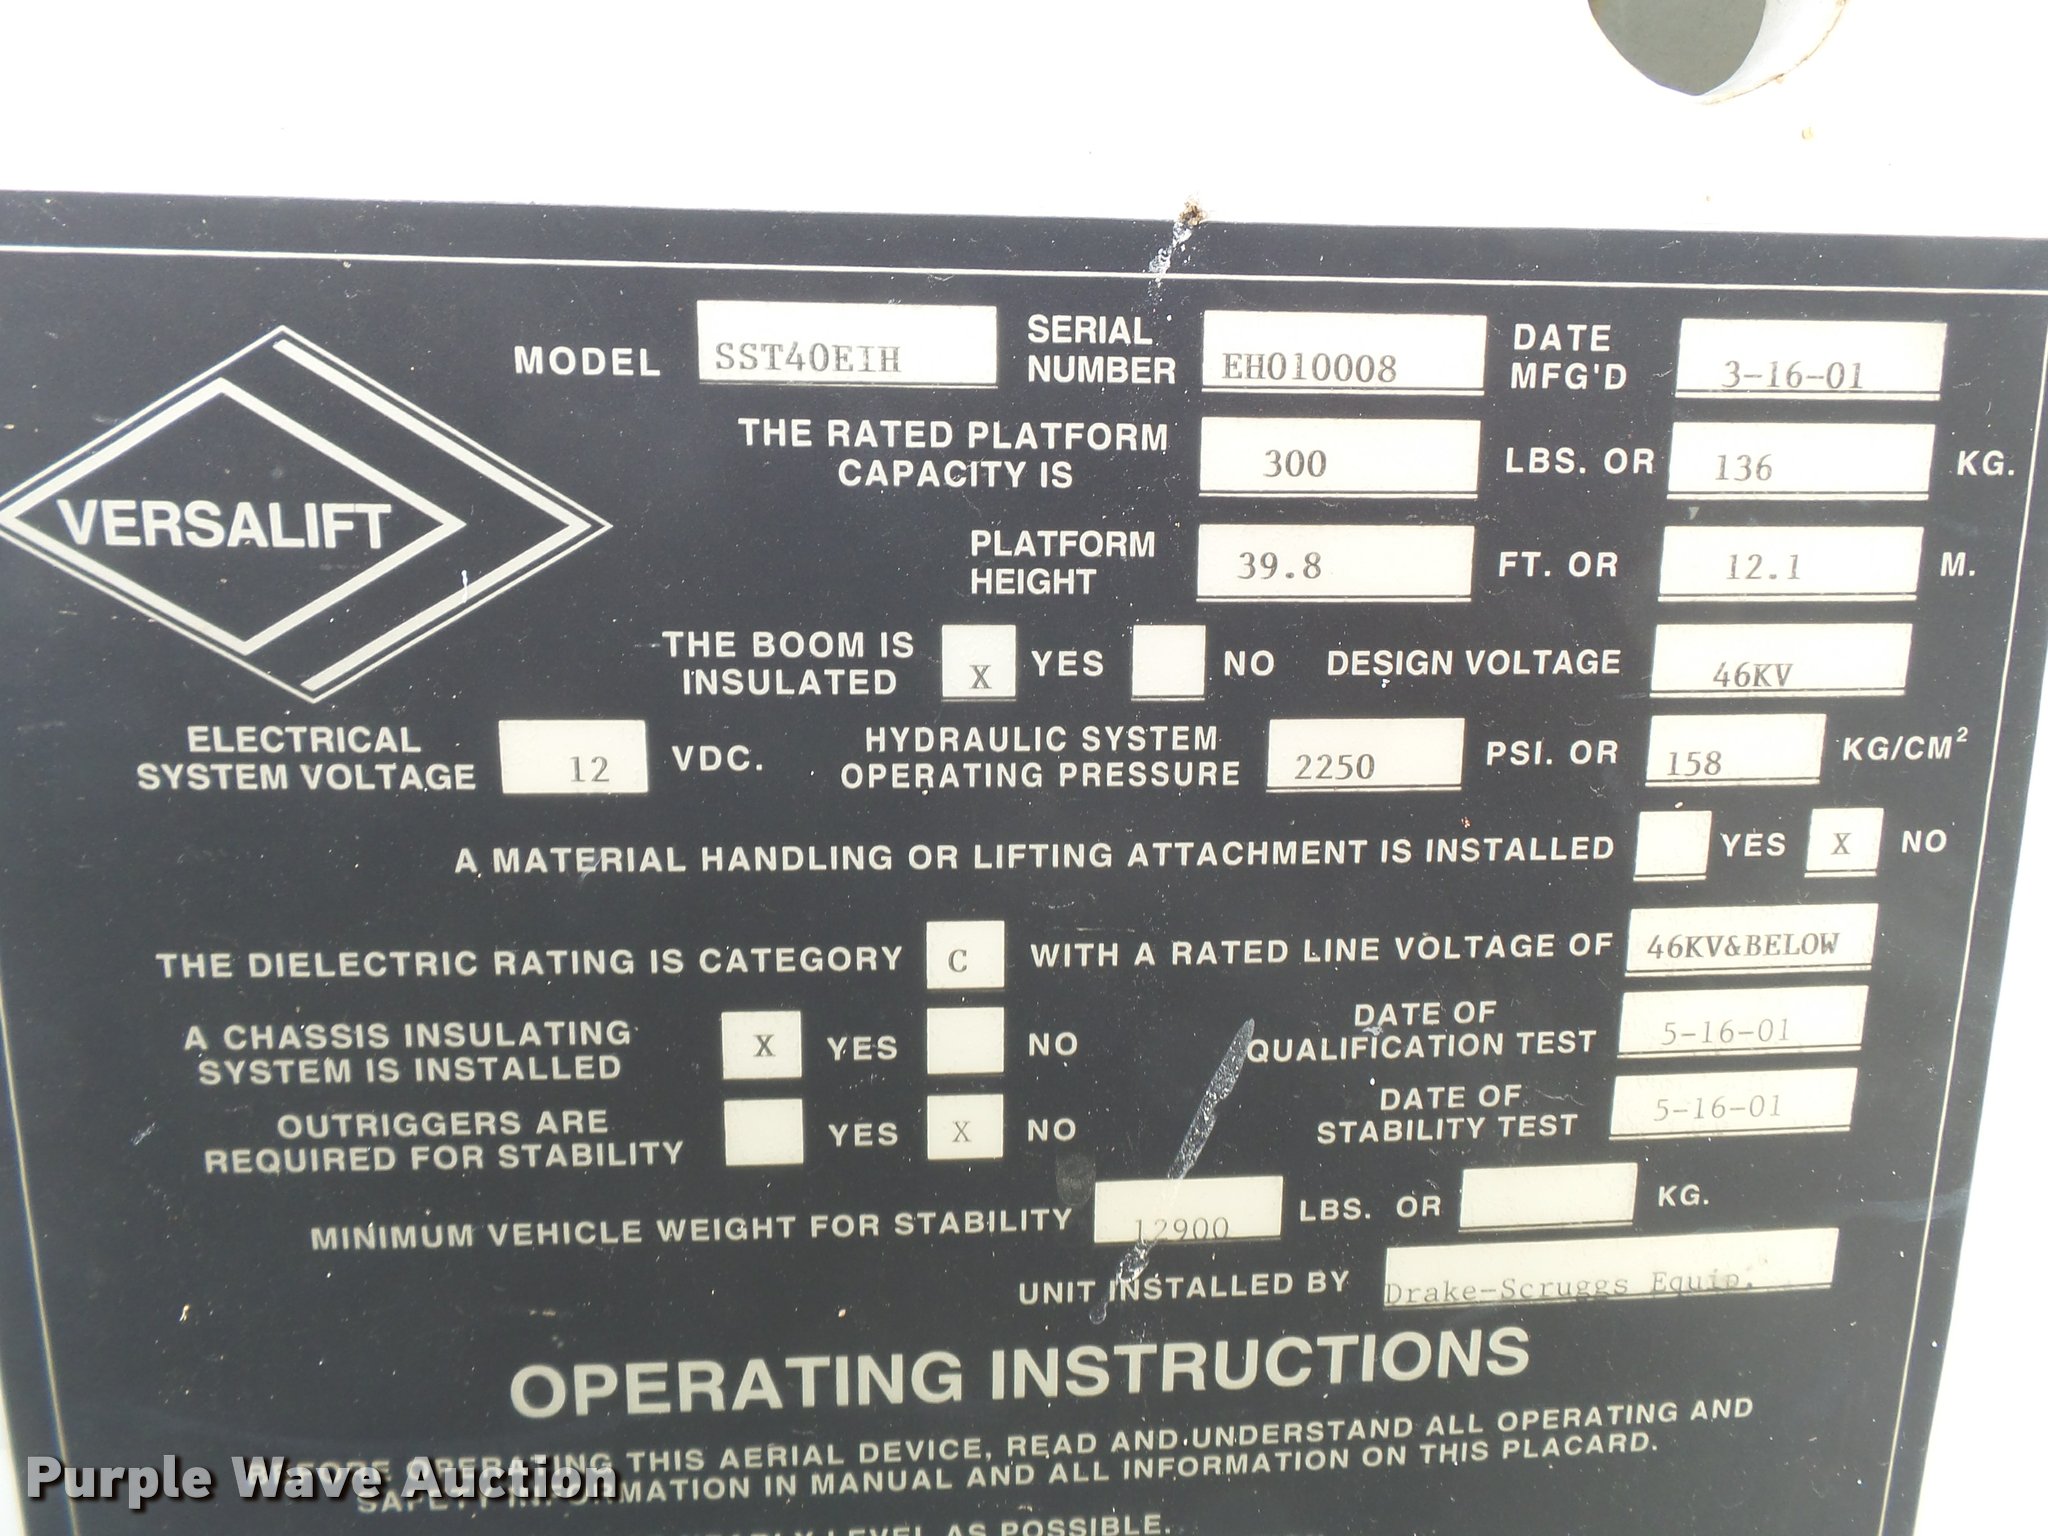 MODEL SST40EIH SERIAL NUMBER EH010008 DATE MFG'D 3-16-01
THE RATED PLATFORM CAPACITY IS 300 LBS. OR 136 KG.
VERSALIFT
PLATFORM HEIGHT 39.8 FT. OR 12.1 M.
THE BOOM IS INSULATED X YES NO DESIGN VOLTAGE 46KV
ELECTRICAL SYSTEM VOLTAGE 12 VDC. HYDRAULIC SYSTEM OPERATING PRESSURE 2250 PSI. OR 158 KG/CM²
A MATERIAL HANDLING OR LIFTING ATTACHMENT IS INSTALLED YES X NO
THE DIELECTRIC RATING IS CATEGORY C WITH A RATED LINE VOLTAGE OF 46KV&BELOW
A CHASSIS INSULATING SYSTEM IS INSTALLED X YES NO DATE OF QUALIFICATION TEST 5-16-01
OUTRIGGERS ARE REQUIRED FOR STABILITY YES X NO DATE OF STABILITY TEST 5-16-01
MINIMUM VEHICLE WEIGHT FOR STABILITY 12900 LBS. OR KG.
UNIT INSTALLED BY Drake-Scruggs Equip.
OPERATING INSTRUCTIONS
BEFORE OPERATING THIS AERIAL DEVICE, READ AND UNDERSTAND ALL OPERATING AND
SAFETY INFORMATION IN MANUAL AND ALL INFORMATION ON THIS PLACARD.
LEVEL AS POSSIBLE.
Purple Wave Auction